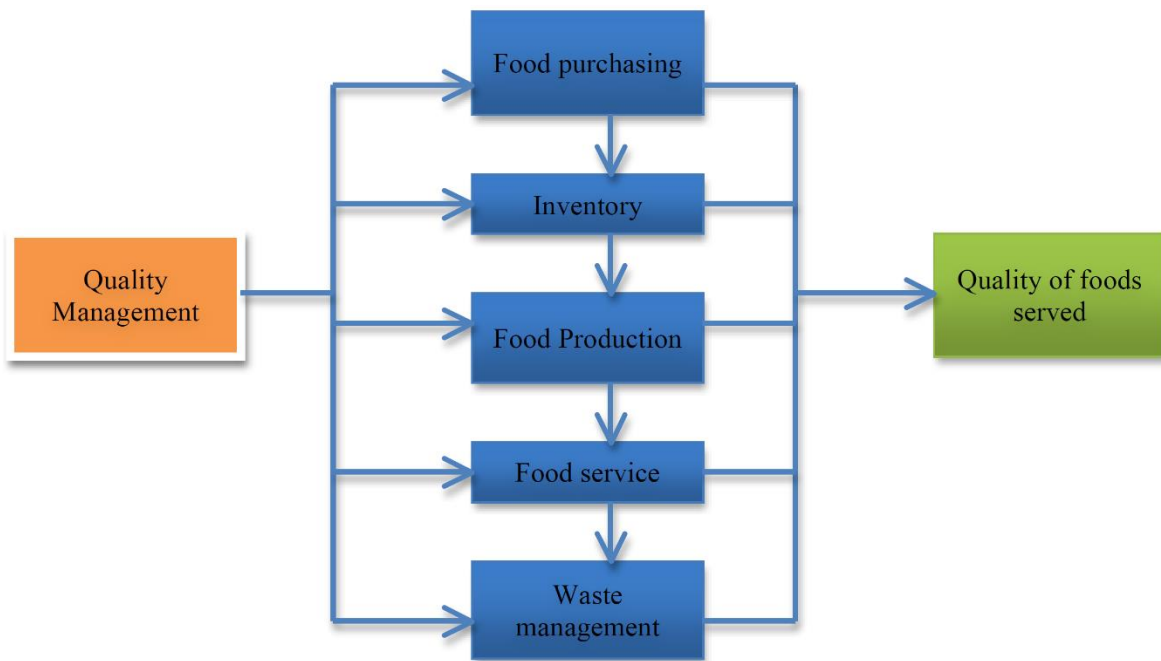 Food purchasing
Inventory
Quality
Management
Food Production
Quality of foods
served
Food service
Waste
management